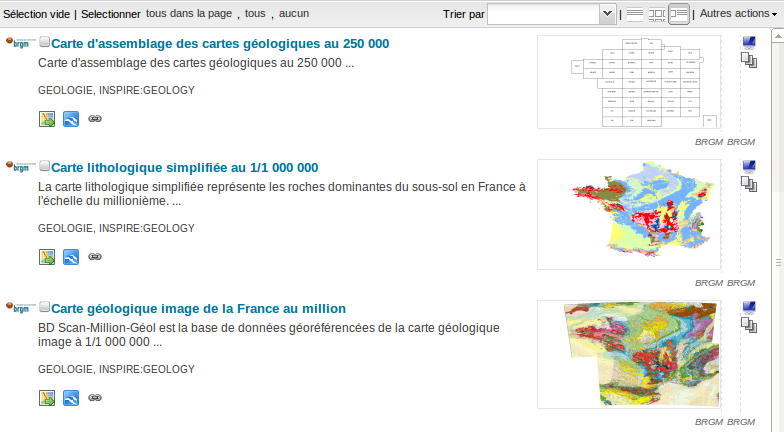 Sélection vide | Selectionner tous dans la page , tous , aucun Trier par | | Autres actions
brgm Carte d'assemblage des cartes géologiques au 250 000
Carte d'assemblage des cartes géologiques au 250 000 ...
GEOLOGIE, INSPIRE:GEOLOGY
BRGM BRGM
brgm Carte lithologique simplifiée au 1/1 000 000
La carte lithologique simplifiée représente les roches dominantes du sous-sol en France à
l'échelle du millionième. ...
GEOLOGIE, INSPIRE:GEOLOGY
BRGM BRGM
brgm Carte géologique image de la France au million
BD Scan-Million-Géol est la base de données géoréférencées de la carte géologique
image à 1/1 000 000 ...
GEOLOGIE, INSPIRE:GEOLOGY
BRGM BRGM